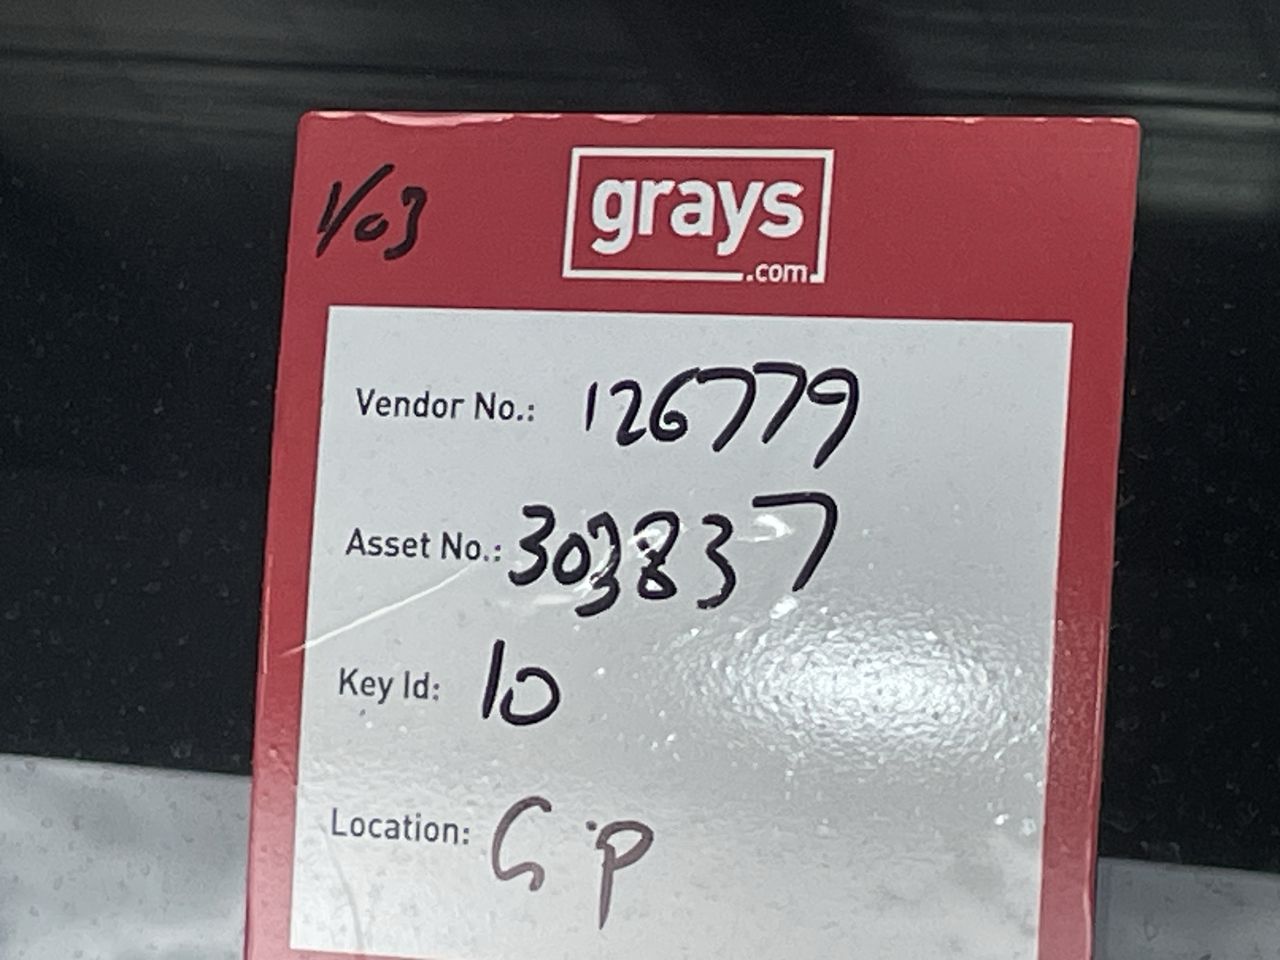 1/03
grays
.com
Vendor No.: 126779
Asset No.: 303837
Key Id: 10
Location: G.P